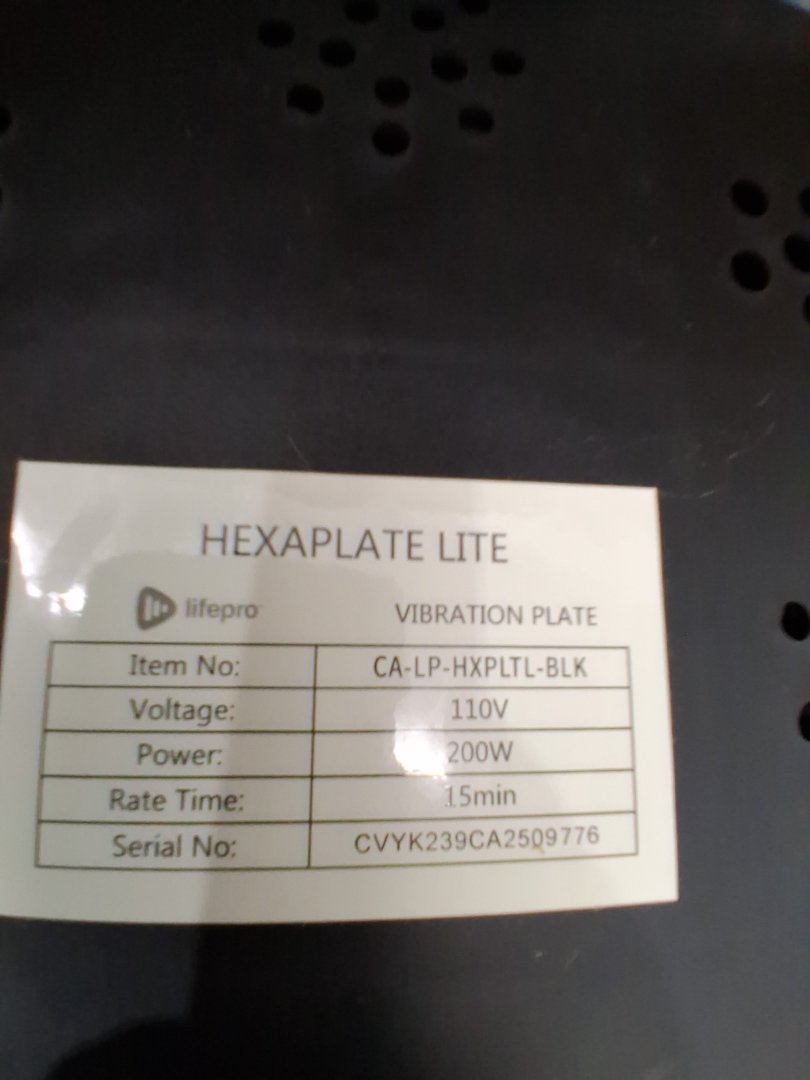 HEXAPLATE LITE
lifepro VIBRATION PLATE
Item No: CA-LP-HXPLTL-BLK
Voltage: 110V
Power: 200W
Rate Time: 15min
Serial No: CVYK239CA2509776